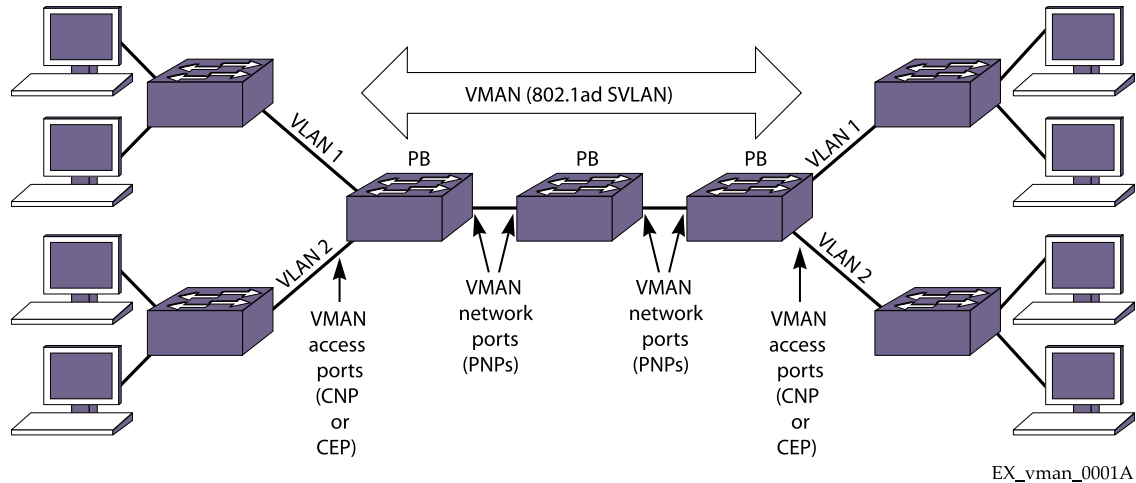 VMAN (802.1ad SVLAN)
VLAN 1
PB
PB
PB
VLAN 1
VLAN 2
VLAN 2
VMAN
access
ports
(CNP
or
CEP)
VMAN
network
ports
(PNPs)
VMAN
network
ports
(PNPs)
VMAN
access
ports
(CNP
or
CEP)
EX_vman_0001A